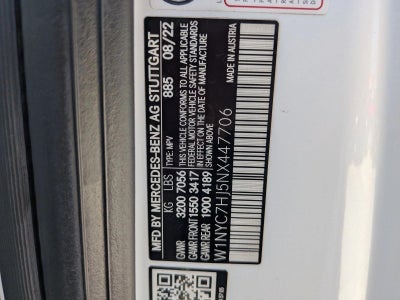 MFD BY MERCEDES-BENZ AG STUTTGART
885 08/22
TYPE: MPV
THIS VEHICLE CONFORMS TO ALL APPLICABLE
FEDERAL MOTOR VEHICLE SAFETY STANDARDS
IN EFFECT ON THE DATE OF MANUFACTURE
SHOWN ABOVE
KG LBS
GVWR 3200 7056
GAWR FRONT 1550 3417
GAWR REAR 1900 4189
W1NYC7HJ5NX447706
MADE IN AUSTRIA